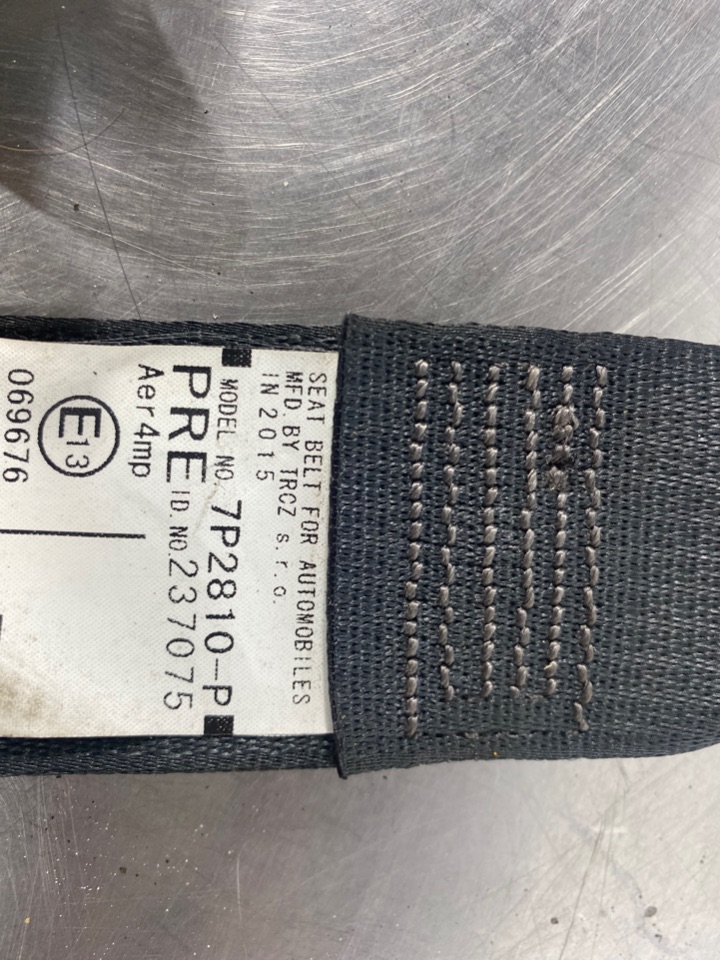 SEAT BELT FOR AUTOMOBILES
MFD. BY TRCZ s.r.o.
IN 2015
MODEL NO. 7P2810-P
PRE ID. NO. 237075
Aer4mp
E13
069676